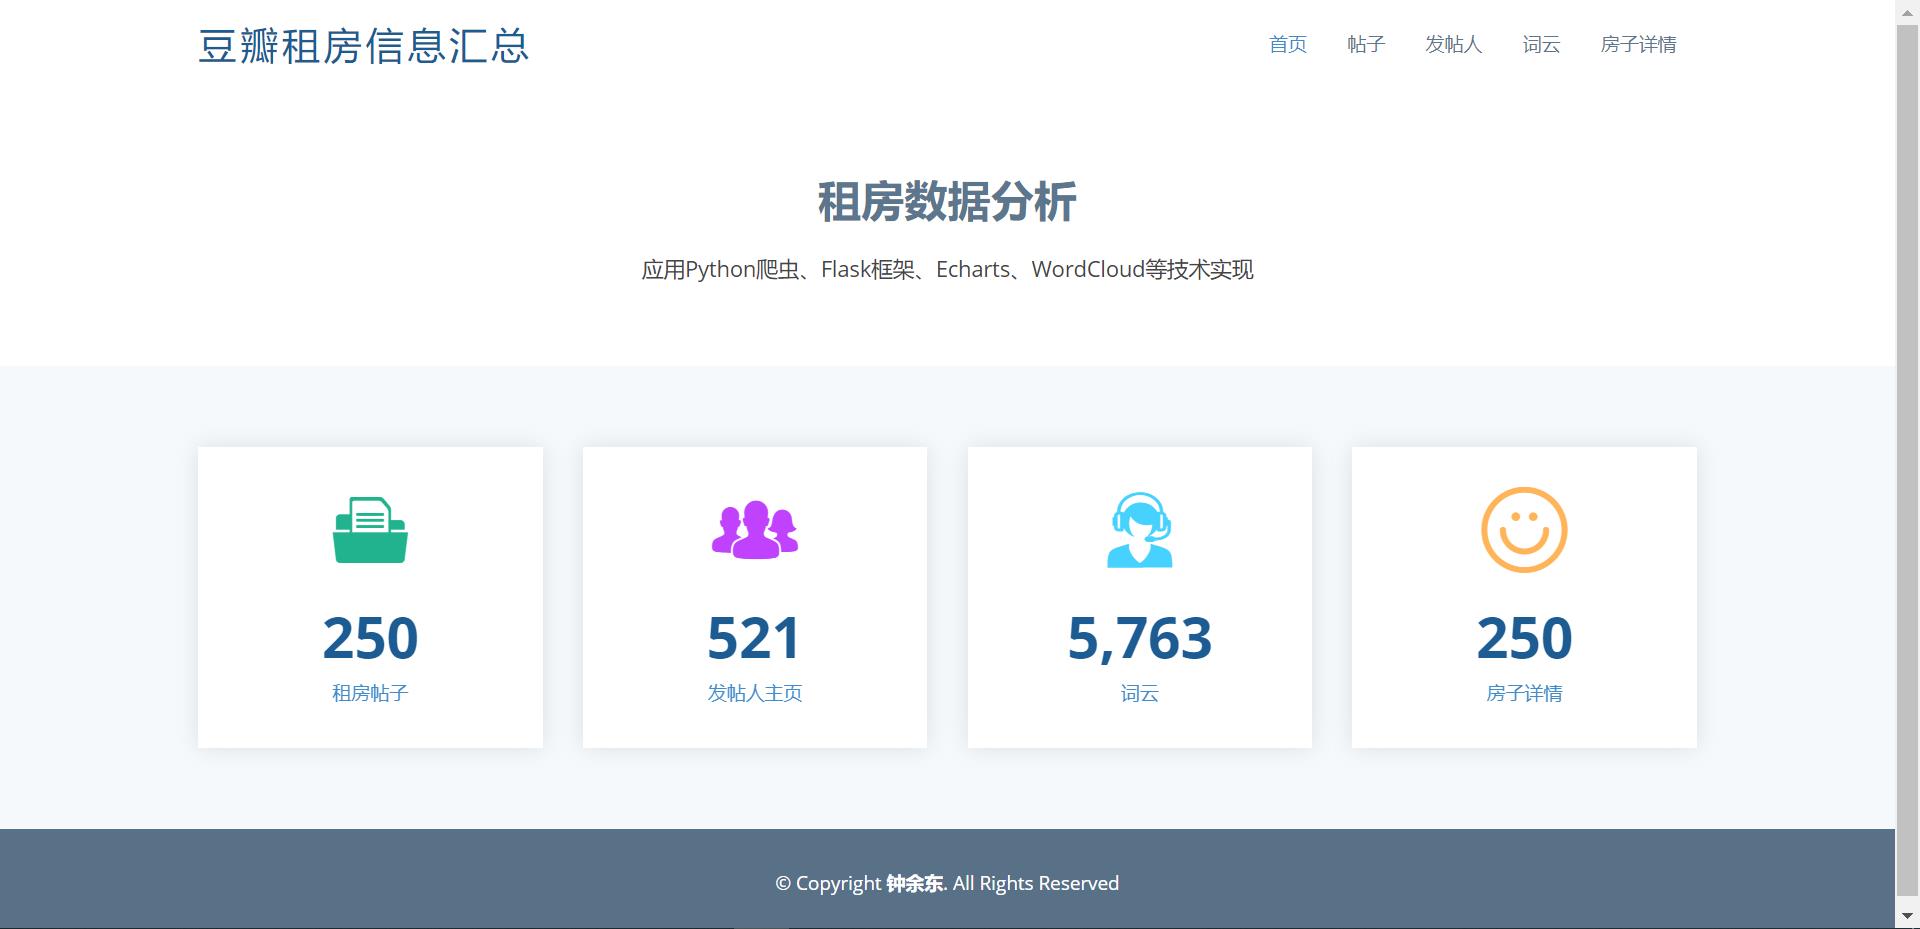 豆瓣租房信息汇总
首页 帖子 发帖人 词云 房子详情
租房数据分析
应用Python爬虫、Flask框架、Echarts、WordCloud等技术实现
250
租房帖子
521
发帖人主页
5,763
词云
250
房子详情
© Copyright 钟余东. All Rights Reserved